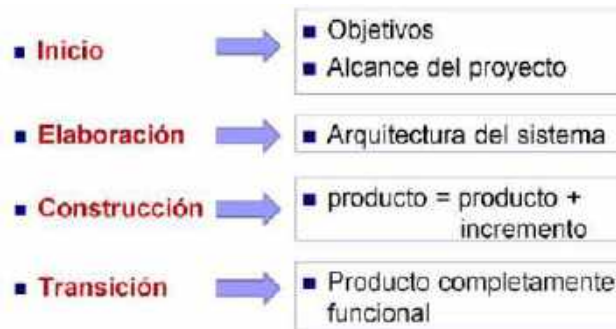 Inicio
Objetivos
Alcance del proyecto
Elaboración
Arquitectura del sistema
Construcción
producto = producto +
incremento
Transición
Producto completamente
funcional